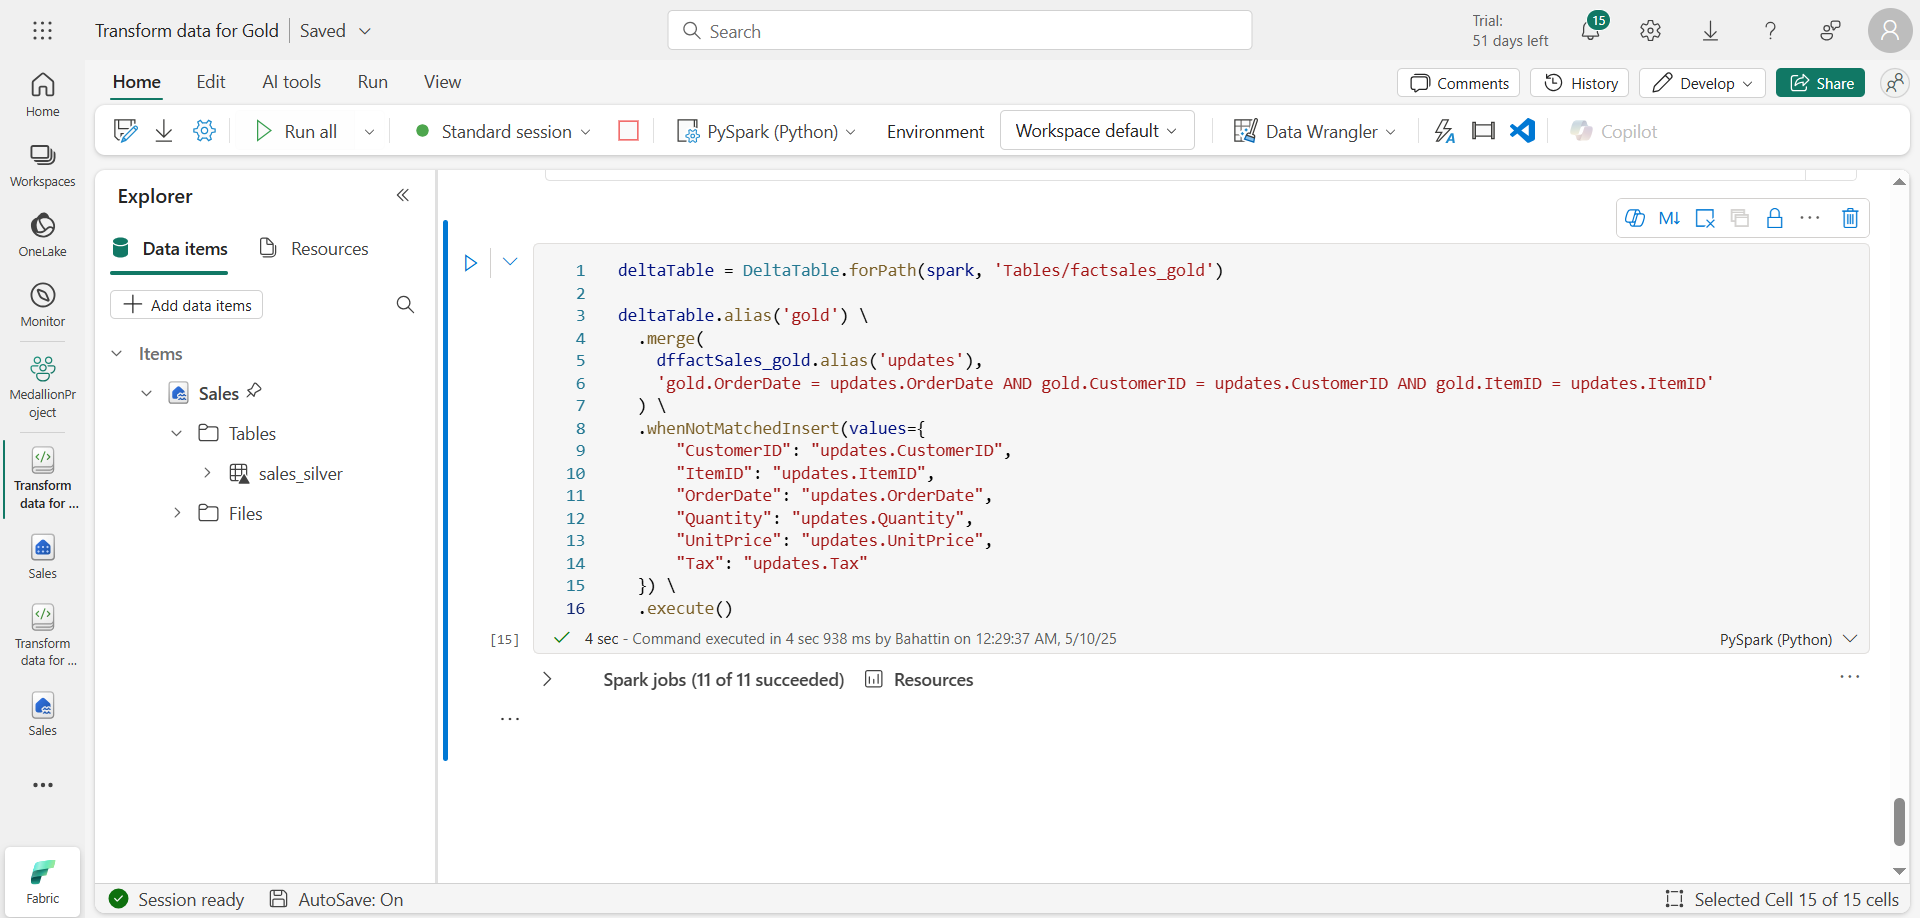 Transform data for Gold
Saved
Search
Trial:
51 days left
15
Home
Edit
AI tools
Run
View
Comments
History
Develop
Share
Run all
Standard session
PySpark (Python)
Environment
Workspace default
Data Wrangler
Copilot
Home
Workspaces
OneLake
Monitor
MedallionPr
oject
Transform
data for ...
Sales
Transform
data for ...
Sales
Fabric
Explorer
Data items
Resources
Add data items
Items
Sales
Tables
sales_silver
Files
M↓
1 deltaTable = DeltaTable.forPath(spark, 'Tables/factsales_gold')
2
3 deltaTable.alias('gold') \
4 .merge(
5 dffactSales_gold.alias('updates'),
6 'gold.OrderDate = updates.OrderDate AND gold.CustomerID = updates.CustomerID AND gold.ItemID = updates.ItemID'
7 ) \
8 .whenNotMatchedInsert(values={
9 "CustomerID": "updates.CustomerID",
10 "ItemID": "updates.ItemID",
11 "OrderDate": "updates.OrderDate",
12 "Quantity": "updates.Quantity",
13 "UnitPrice": "updates.UnitPrice",
14 "Tax": "updates.Tax"
15 }) \
16 .execute()
[15]
4 sec - Command executed in 4 sec 938 ms by Bahattin on 12:29:37 AM, 5/10/25
PySpark (Python)
Spark jobs (11 of 11 succeeded)
Resources
Session ready
AutoSave: On
Selected Cell 15 of 15 cells